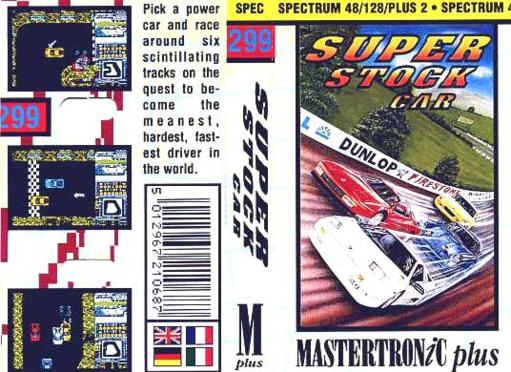 Pick a power
car and race
around six
scintillating
tracks on the
quest to be-
come the
meanest,
hardest, fast-
est driver in
the world.
299
5 012967 210687
SPEC
299
SUPER
STOCK
CAR
M
plus
SPECTRUM 48/128/PLUS 2 • SPECTRUM 4
SUPER
STOCK
CAR
DUNLOP
FIRESTONE
MASTERTRONiC plus